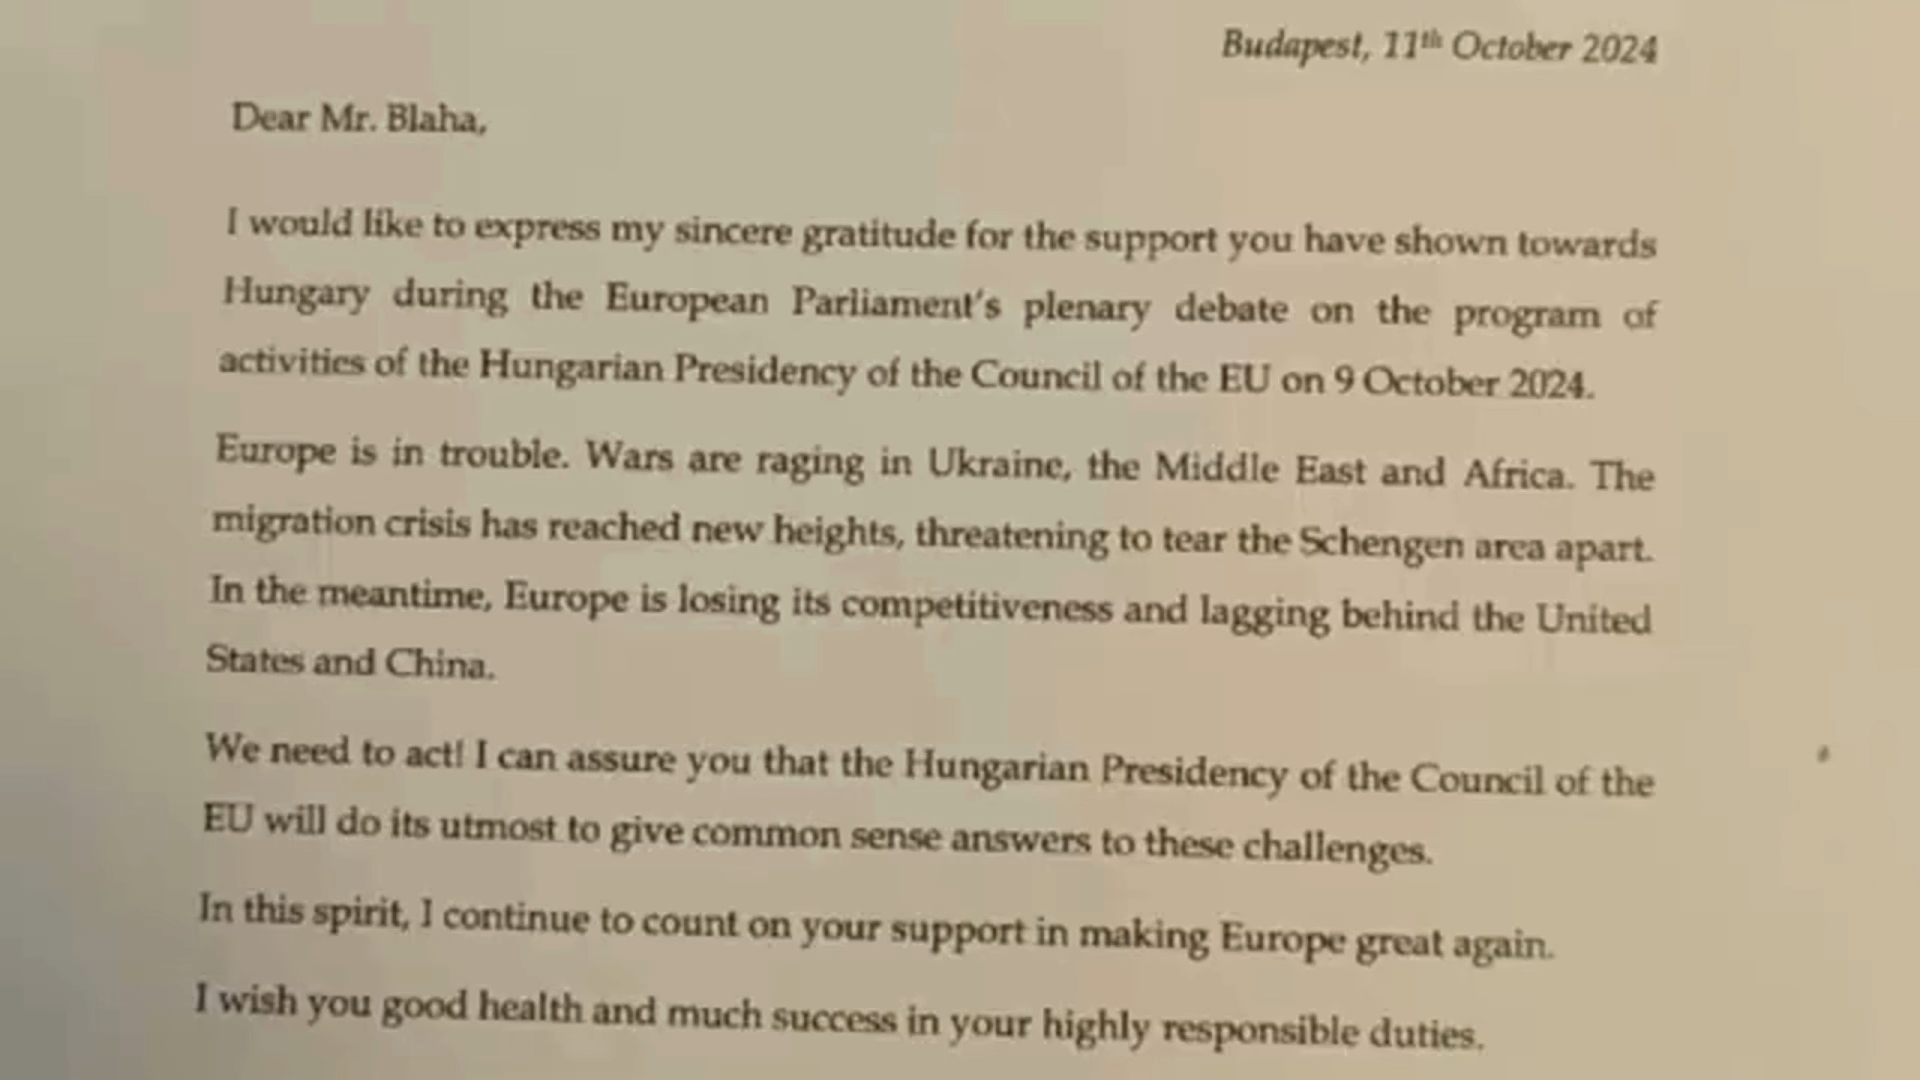 Budapest, 11th October 2024
Dear Mr. Blaha,
I would like to express my sincere gratitude for the support you have shown towards
Hungary during the European Parliament's plenary debate on the program of
activities of the Hungarian Presidency of the Council of the EU on 9 October 2024.
Europe is in trouble. Wars are raging in Ukraine, the Middle East and Africa. The
migration crisis has reached new heights, threatening to tear the Schengen area apart.
In the meantime, Europe is losing its competitiveness and lagging behind the United
States and China.
We need to act! I can assure you that the Hungarian Presidency of the Council of the
EU will do its utmost to give common sense answers to these challenges.
In this spirit, I continue to count on your support in making Europe great again.
I wish you good health and much success in your highly responsible duties.